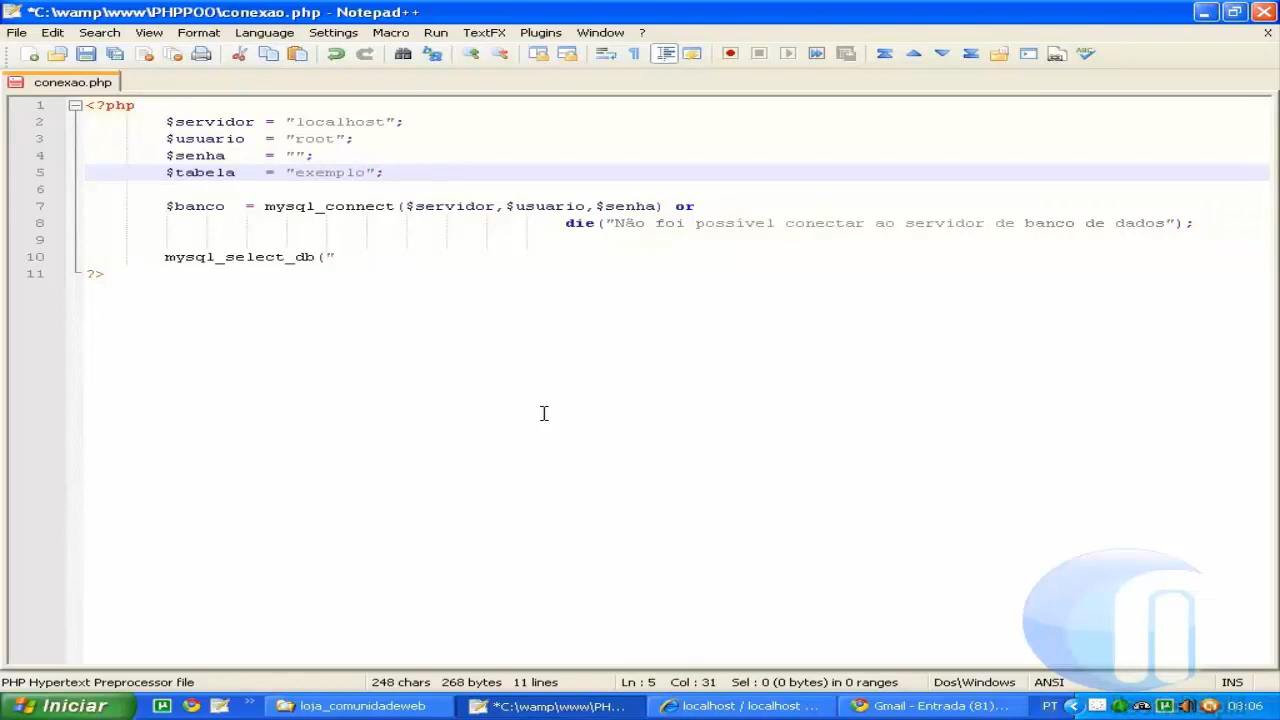 *C:\wamp\www\PHPPOO\conexao.php - Notepad++
File Edit Search View Format Language Settings Macro Run TextFX Plugins Window ? X
conexao.php
1 <?php
2 $servidor = "localhost";
3 $usuario = "root";
4 $senha = "";
5 $tabela = "exemplo";
6
7 $banco = mysql_connect($servidor,$usuario,$senha) or
8 die("Não foi possível conectar ao servidor de banco de dados");
9
10 mysql_select_db("
11 ?>
PHP Hypertext Preprocessor file 248 chars 268 bytes 11 lines Ln : 5 Col : 31 Sel : 0 (0 bytes) in 0 ranges Dos\Windows ANSI INS
Iniciar loja_comunidadeweb *C:\wamp\www\PH... localhost / localhost ... Gmail - Entrada (81)... PT 08:06